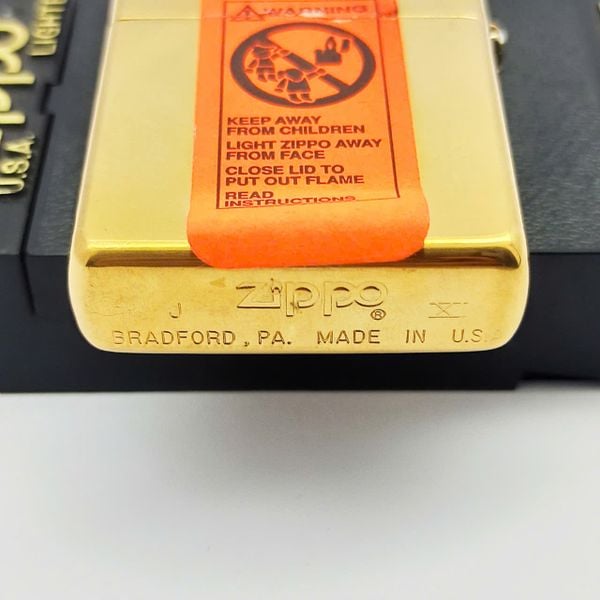 LIGHTER
U.S.A.
WARNING
KEEP AWAY
FROM CHILDREN
LIGHT ZIPPO AWAY
FROM FACE
CLOSE LID TO
PUT OUT FLAME
READ
INSTRUCTIONS
J Zippo® XI
BRADFORD, PA. MADE IN U.S.A